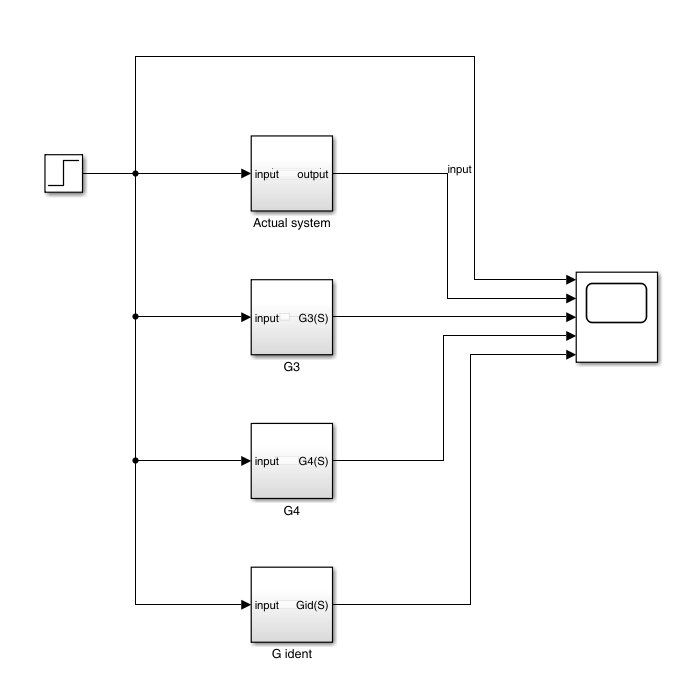 input
input output
Actual system
input G3(S)
G3
input G4(S)
G4
input Gid(S)
G ident